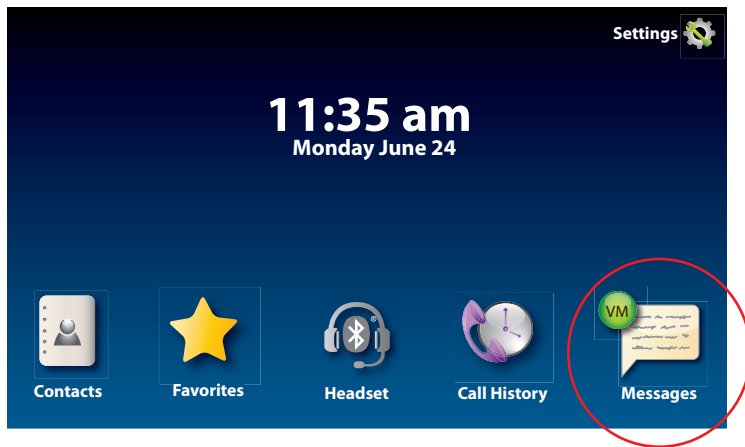 Settings
11:35 am
Monday June 24
VM
Contacts
Favorites
Headset
Call History
Messages